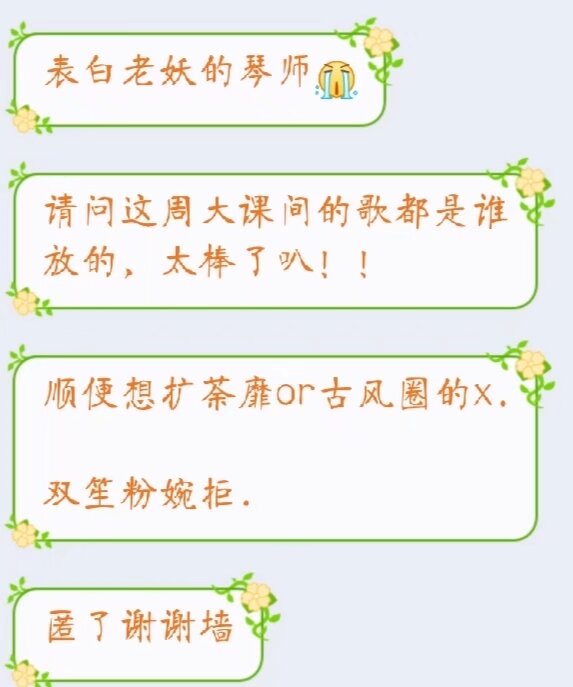 表白老妖的琴师😭
请问这周大课间的歌都是谁
放的，太棒了叭！！
顺便想扩荼靡or古风圈的x.
双笙粉婉拒.
匿了谢谢墙